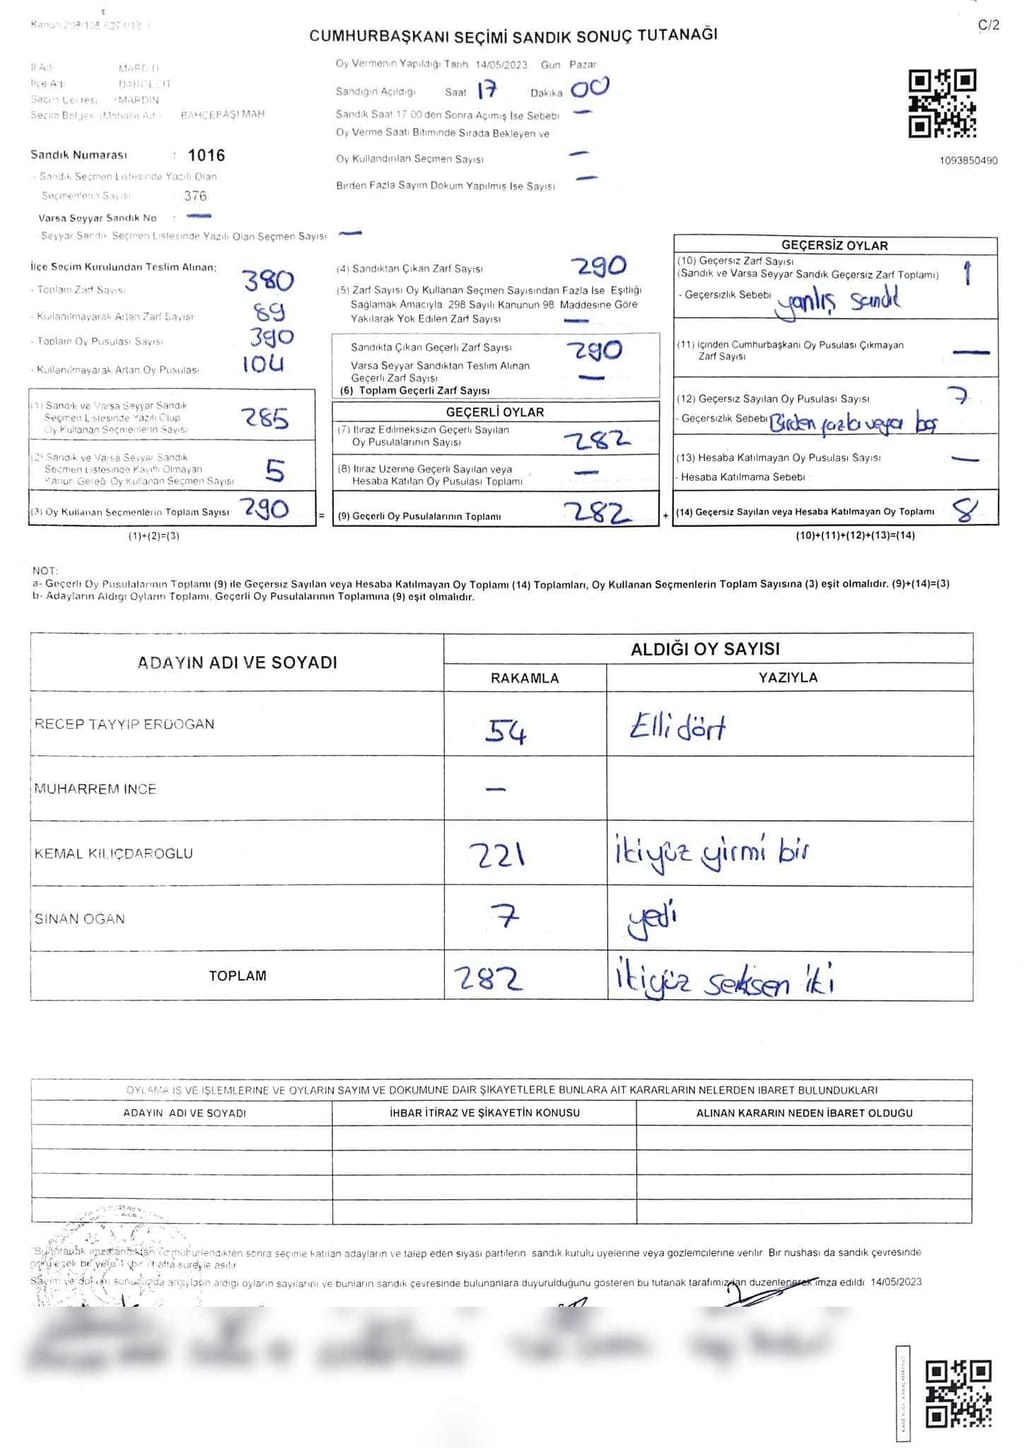 Ç/2
CUMHURBAŞKANI SEÇİMİ SANDIK SONUÇ TUTANAĞI
İl Adı MARDİN
İlçe Adı DARGEÇİT
Seçim Çevresi MARDİN
Seçim Bölgesi (Mahalle Adı) BAHÇEBAŞI MAH
Sandık Numarası : 1016
- Sandık Seçmen Listesinde Yazılı Olan
Seçmenlerin Sayısı 376
Varsa Seyyar Sandık No : —
- Seyyar Sandık Seçmen Listesinde Yazılı Olan Seçmen Sayısı —
Oy Vermenin Yapıldığı Tarih 14/05/2023 Gün Pazar
Sandığın Açıldığı Saat 17 Dakika 00
Sandık Saat 17 00 den Sonra Açımış İse Sebebi —
Oy Verme Saati Bitiminde Sırada Bekleyen ve
Oy Kullandırılan Seçmen Sayısı —
Birden Fazla Sayım Döküm Yapılmış İse Sayısı —
1093850490
İlçe Seçim Kurulundan Teslim Alınan:
- Toplam Zarf Sayısı 380
- Kullanılmayarak Artan Zarf Sayısı 89
- Toplam Oy Pusulası Sayısı 390
- Kullanılmayarak Artan Oy Pusulası 104
(1) Sandık ve Varsa Seyyar Sandık
Seçmen Listesinde Yazılı Olup
Oy Kullanan Seçmenlerin Sayısı 285
(2) Sandık ve Varsa Seyyar Sandık
Seçmen Listesinde Kayıtlı Olmayan
Kanun Gereği Oy Kullanan Seçmen Sayısı 5
(3) Oy Kullanan Seçmenlerin Toplam Sayısı 290
(1)+(2)=(3)
(4) Sandıktan Çıkan Zarf Sayısı 290
(5) Zarf Sayısı Oy Kullanan Seçmen Sayısından Fazla İse Eşitliği
Sağlamak Amacıyla 298 Sayılı Kanunun 98 Maddesine Göre
Yakılarak Yok Edilen Zarf Sayısı —
Sandıkta Çıkan Geçerli Zarf Sayısı 290
Varsa Seyyar Sandıktan Teslim Alınan
Geçerli Zarf Sayısı —
(6) Toplam Geçerli Zarf Sayısı
GEÇERLİ OYLAR
(7) İtiraz Edilmeksizin Geçerli Sayılan
Oy Pusulalarının Sayısı 282
(8) İtiraz Üzerine Geçerli Sayılan veya
Hesaba Katılan Oy Pusulası Toplamı —
= (9) Geçerli Oy Pusulalarının Toplamı 282
GEÇERSİZ OYLAR
(10) Geçersiz Zarf Sayısı
(Sandık ve Varsa Seyyar Sandık Geçersiz Zarf Toplamı) 1
- Geçersizlik Sebebi yanlış sandık
(11) İçinden Cumhurbaşkanı Oy Pusulası Çıkmayan
Zarf Sayısı —
(12) Geçersiz Sayılan Oy Pusulası Sayısı 7
- Geçersizlik Sebebi Birden fazla veya boş
(13) Hesaba Katılmayan Oy Pusulası Sayısı —
- Hesaba Katılmama Sebebi
+ (14) Geçersiz Sayılan veya Hesaba Katılmayan Oy Toplamı 8
(10)+(11)+(12)+(13)=(14)
NOT:
a- Geçerli Oy Pusulalarının Toplamı (9) ile Geçersiz Sayılan veya Hesaba Katılmayan Oy Toplamı (14) Toplamları, Oy Kullanan Seçmenlerin Toplam Sayısına (3) eşit olmalıdır. (9)+(14)=(3)
b- Adayların Aldığı Oyların Toplamı, Geçerli Oy Pusulalarının Toplamına (9) eşit olmalıdır.
ADAYIN ADI VE SOYADI ALDIĞI OY SAYISI
RAKAMLA YAZIYLA
RECEP TAYYİP ERDOĞAN 54 Elli dört
MUHARREM İNCE —
KEMAL KILIÇDAROĞLU 221 ikiyüz yirmi bir
SİNAN OĞAN 7 yedi
TOPLAM 282 ikiyüz seksen iki
OYLAMA İŞ VE İŞLEMLERİNE VE OYLARIN SAYIM VE DÖKÜMÜNE DAİR ŞİKAYETLERLE BUNLARA AİT KARARLARIN NELERDEN İBARET BULUNDUKLARI
ADAYIN ADI VE SOYADI İHBAR İTİRAZ VE ŞİKAYETİN KONUSU ALINAN KARARIN NEDEN İBARET OLDUĞU
Bu tutanak imzalandıktan ve mühürlendikten sonra seçime katılan adayların ve talep eden siyasi partilerin sandık kurulu üyelerine veya gözlemcilerine verilir Bir nüshası da sandık çevresinde
görülecek bir yere 1 bir hafta süreyle asılır
Sayım ve döküm sonucunda adayların aldığı oyların sayılarını ve bunların sandık çevresinde bulunanlara duyurulduğunu gösteren bu tutanak tarafımızdan düzenlenerek imza edildi 14/05/2023